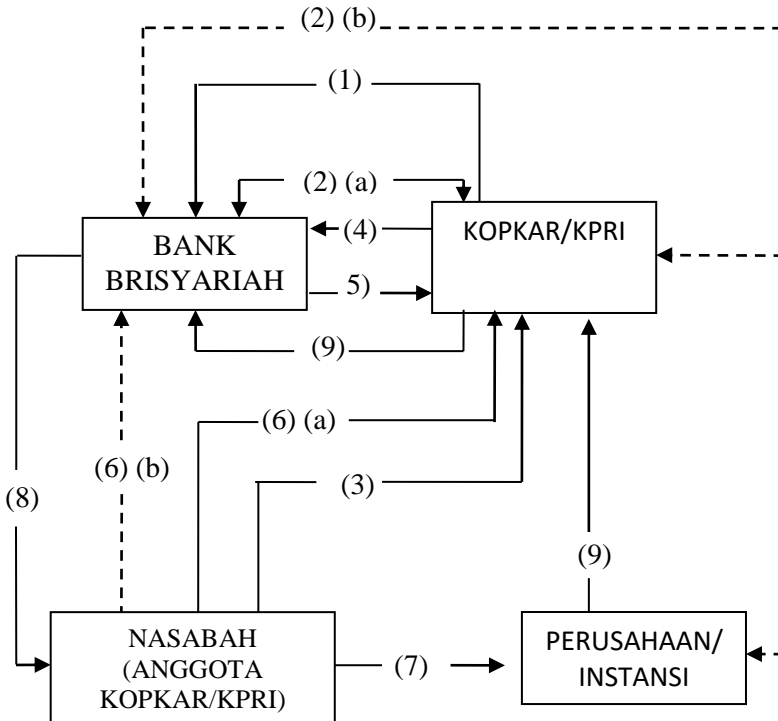 (2) (b)
(1)
(2) (a)
BANK
BRISYARIAH
(4)
5)
KOPKAR/KPRI
(9)
(6) (a)
(6) (b)
(3)
(8)
(9)
NASABAH
(ANGGOTA
KOPKAR/KPRI)
(7)
PERUSAHAAN/
INSTANSI